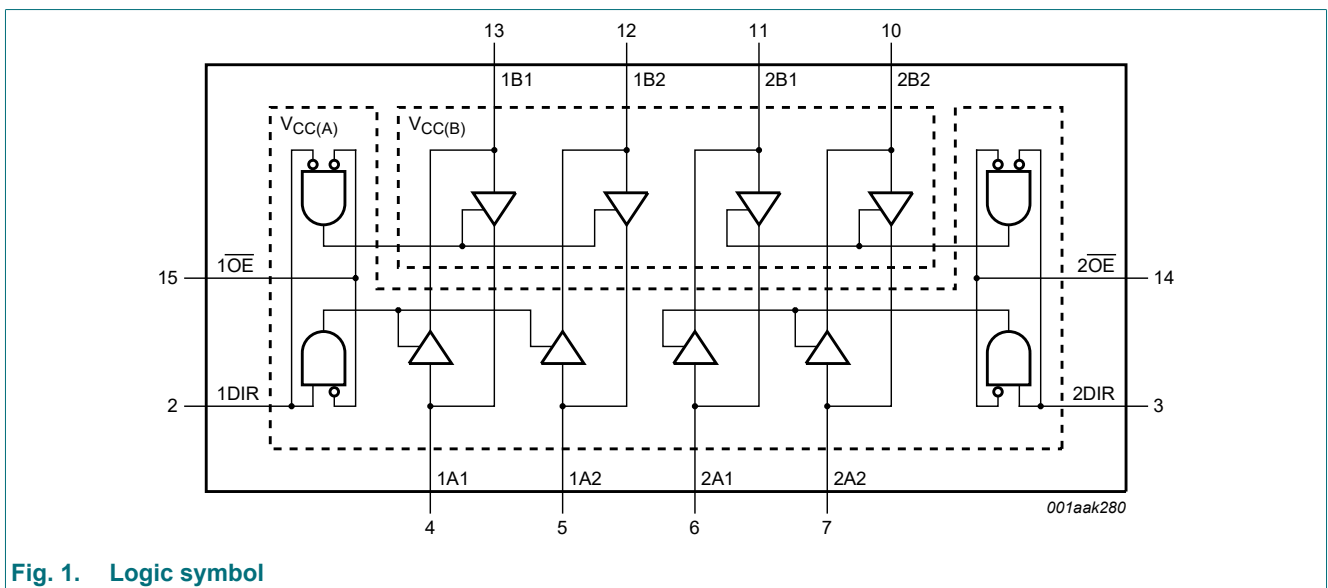 13 12 11 10
1B1 1B2 2B1 2B2
VCC(A) VCC(B)
15 1OE 2OE 14
2 1DIR 2DIR 3
1A1 1A2 2A1 2A2
4 5 6 7
001aak280
Fig. 1. Logic symbol